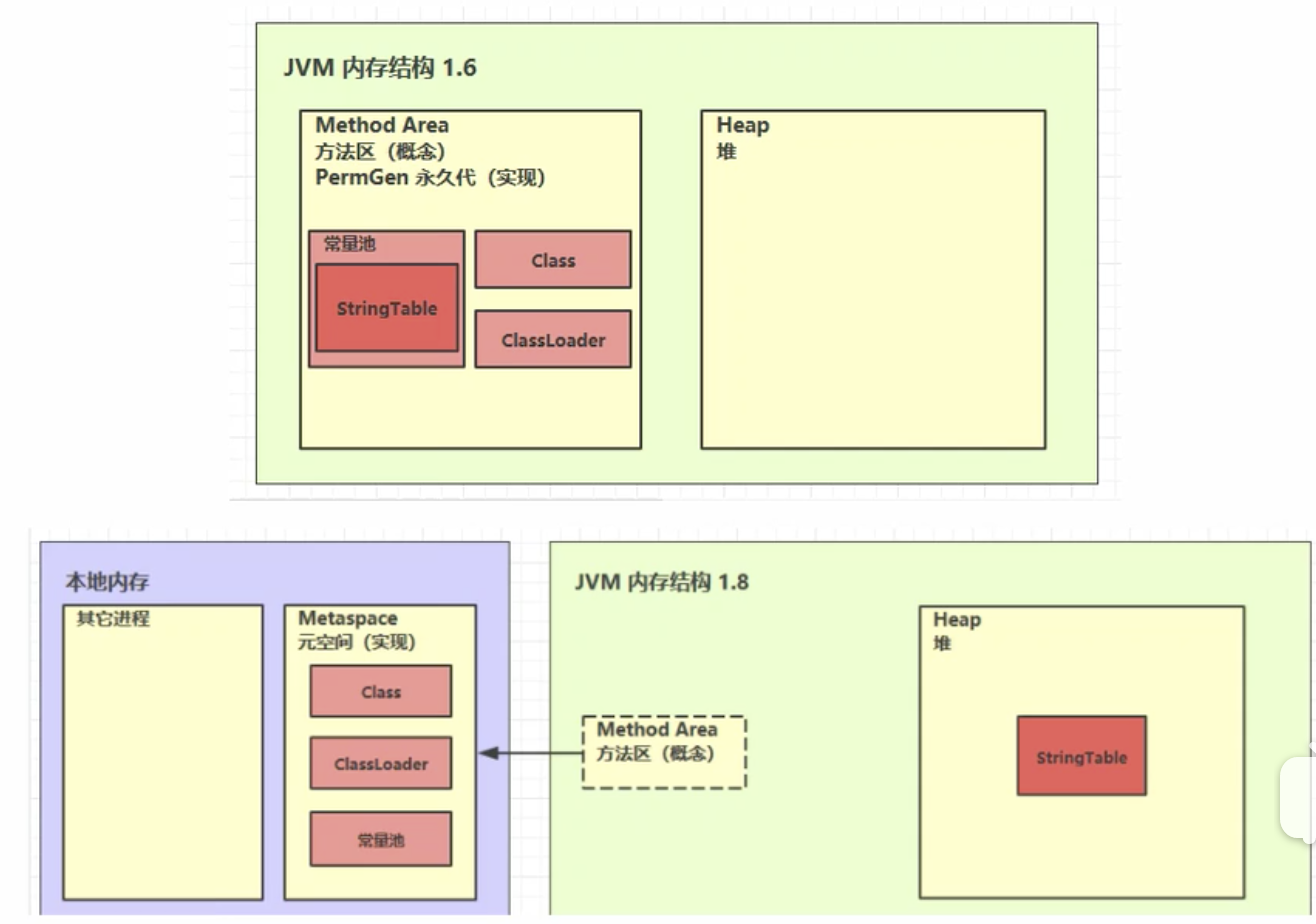 JVM 内存结构 1.6
Method Area
方法区（概念）
PermGen 永久代（实现）
常量池
StringTable
Class
ClassLoader
Heap
堆
本地内存
其它进程
Metaspace
元空间（实现）
Class
ClassLoader
常量池
JVM 内存结构 1.8
Method Area
方法区（概念）
Heap
堆
StringTable